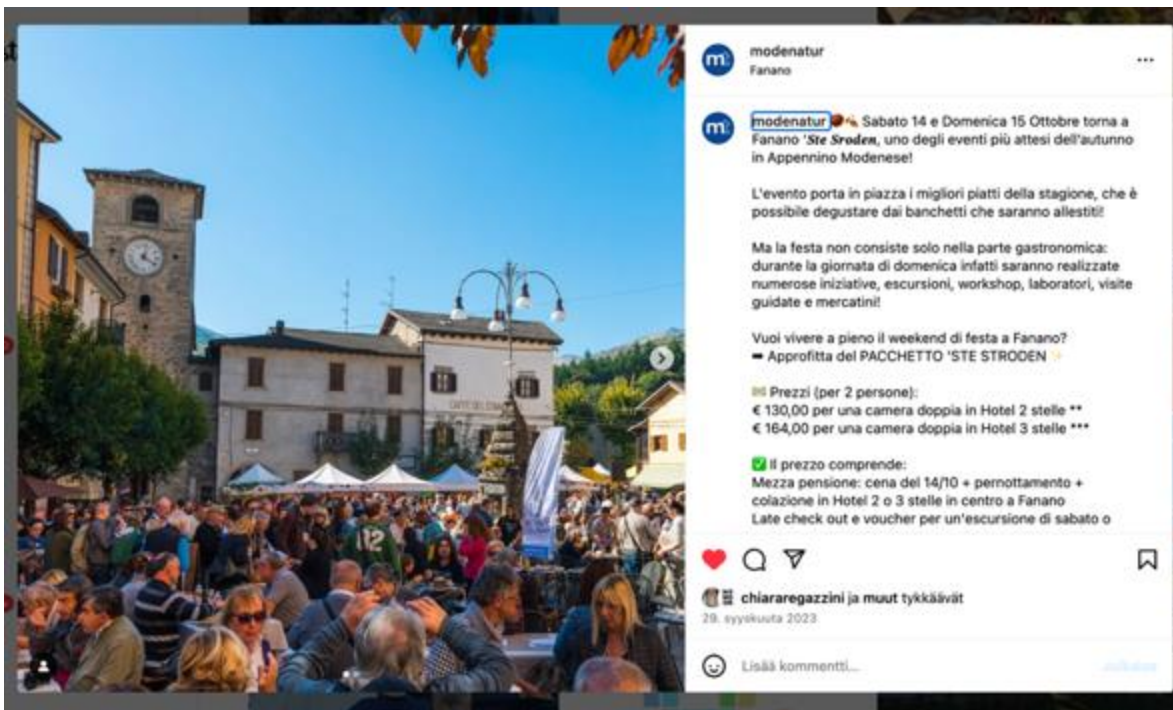 modenatur
Fanano
modenatur Sabato 14 e Domenica 15 Ottobre torna a
Fanano 'Ste Sroden, uno degli eventi più attesi dell'autunno
in Appennino Modenese!
L'evento porta in piazza i migliori piatti della stagione, che è
possibile degustare dai banchetti che saranno allestiti!
Ma la festa non consiste solo nella parte gastronomica:
durante la giornata di domenica infatti saranno realizzate
numerose iniziative, escursioni, workshop, laboratori, visite
guidate e mercatini!
Vuoi vivere a pieno il weekend di festa a Fanano?
➡ Approfitta del PACCHETTO 'STE STRODEN ✨
Prezzi (per 2 persone):
€ 130,00 per una camera doppia in Hotel 2 stelle **
€ 164,00 per una camera doppia in Hotel 3 stelle ***
✅ Il prezzo comprende:
Mezza pensione: cena del 14/10 + pernottamento +
colazione in Hotel 2 o 3 stelle in centro a Fanano
Late check out e voucher per un'escursione di sabato o
chiararegazzini ja muut tykkäävät
29. syyskuuta 2023
Lisää kommentti...
12